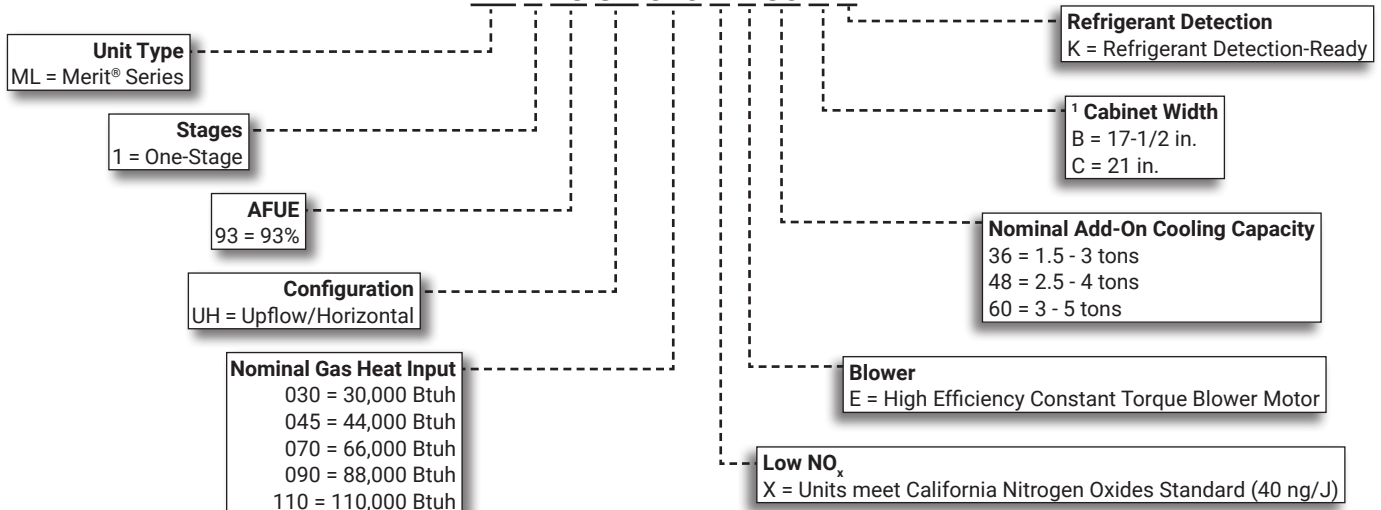 Unit Type
ML = Merit® Series
Stages
1 = One-Stage
AFUE
93 = 93%
Configuration
UH = Upflow/Horizontal
Nominal Gas Heat Input
030 = 30,000 Btuh
045 = 44,000 Btuh
070 = 66,000 Btuh
090 = 88,000 Btuh
110 = 110,000 Btuh
Refrigerant Detection
K = Refrigerant Detection-Ready
¹ Cabinet Width
B = 17-1/2 in.
C = 21 in.
Nominal Add-On Cooling Capacity
36 = 1.5 - 3 tons
48 = 2.5 - 4 tons
60 = 3 - 5 tons
Blower
E = High Efficiency Constant Torque Blower Motor
Low NOx
X = Units meet California Nitrogen Oxides Standard (40 ng/J)